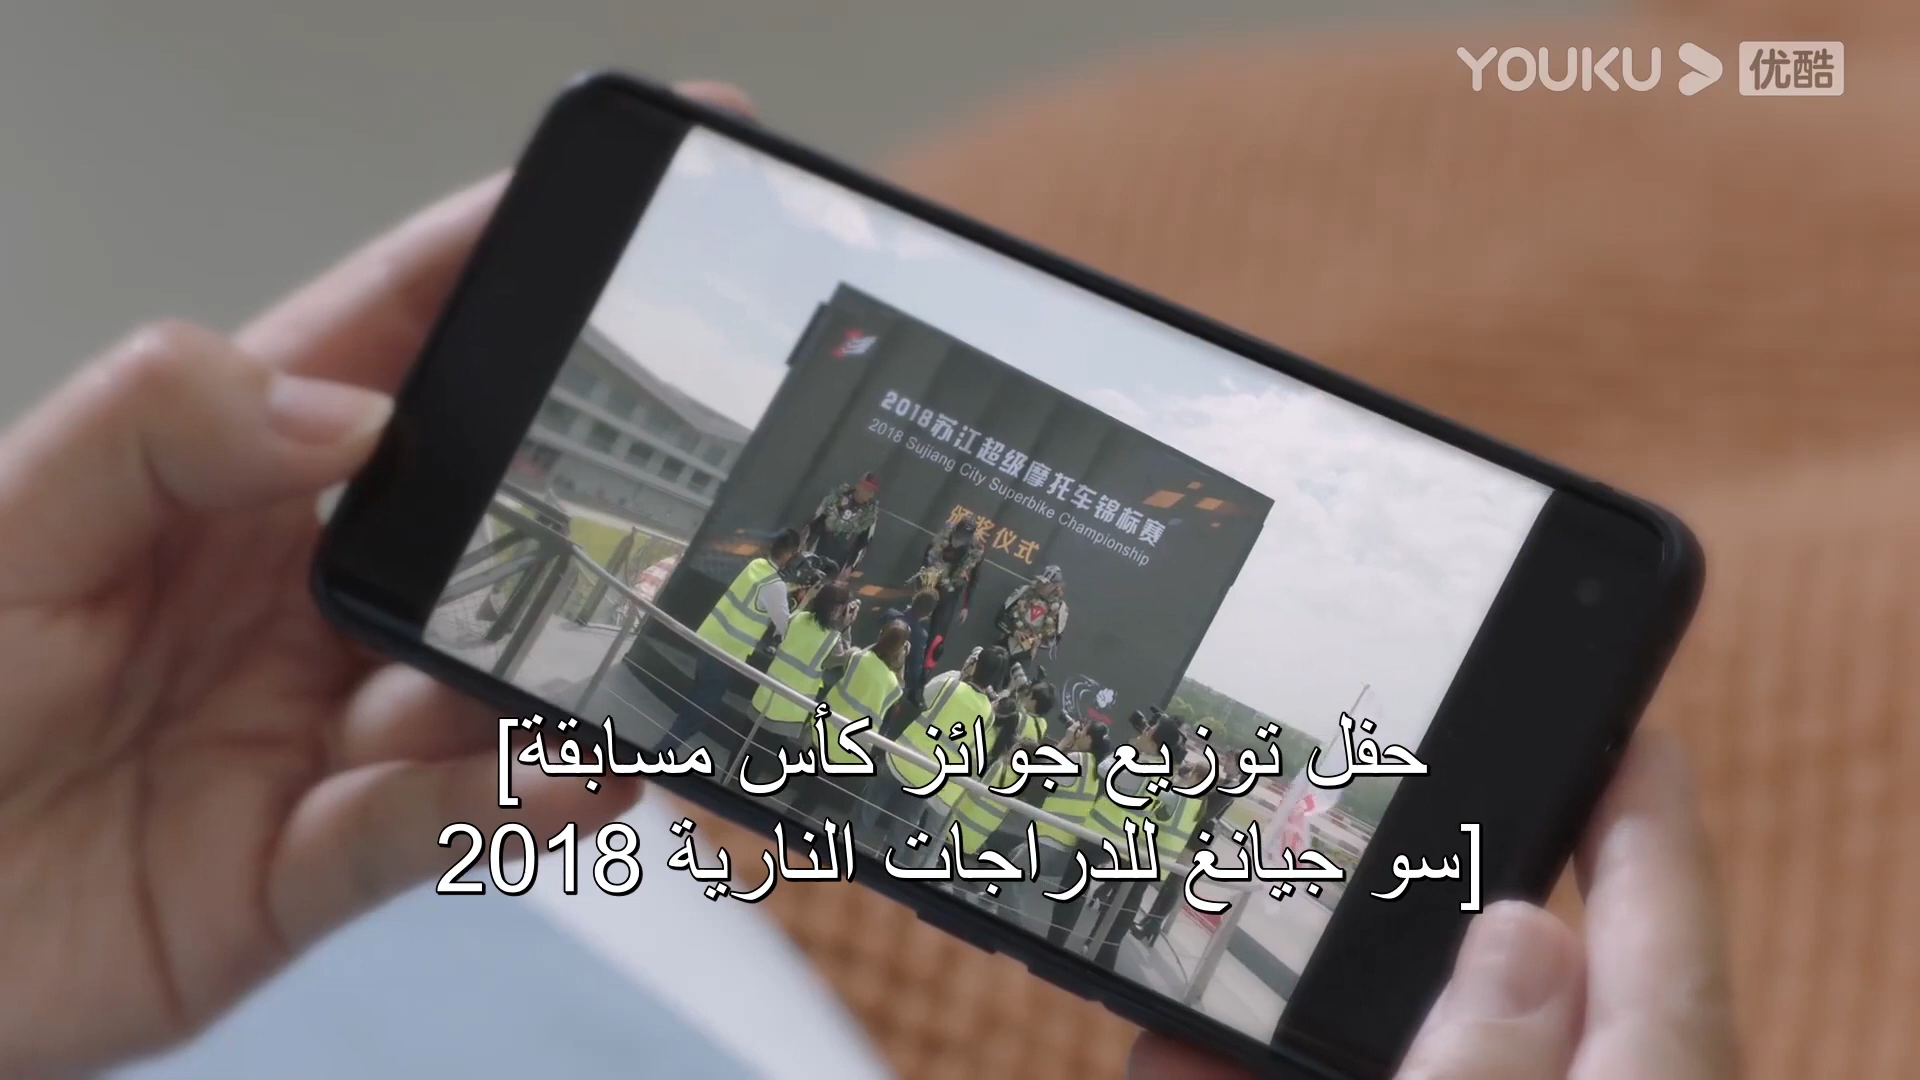 YOUKU 优酷
2018苏江超级摩托车锦标赛
2018 Sujiang City Superbike Championship
颁奖仪式
[حفل توزيع جوائز كأس مسابقة
سو جيانغ للدراجات النارية 2018]